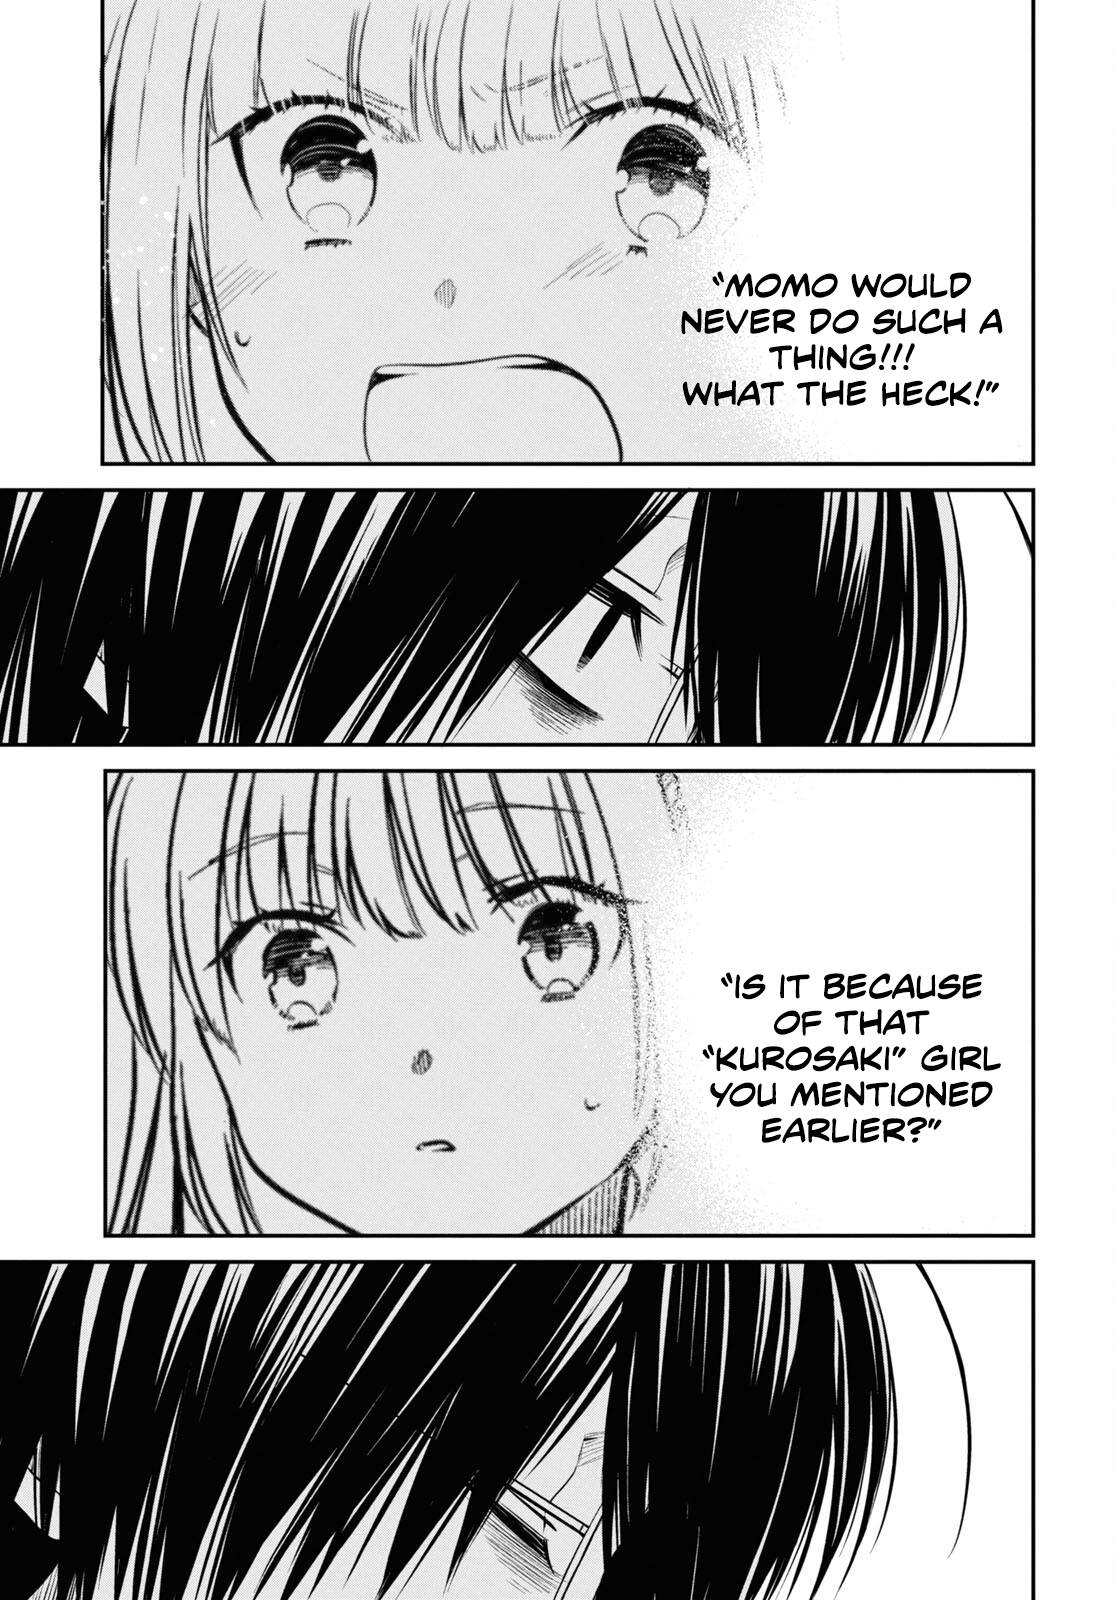 "MOMO WOULD
NEVER DO SUCH A
THING!!!
WHAT THE HECK!"
"IS IT BECAUSE
OF THAT
"KUROSAKI" GIRL
YOU MENTIONED
EARLIER?"